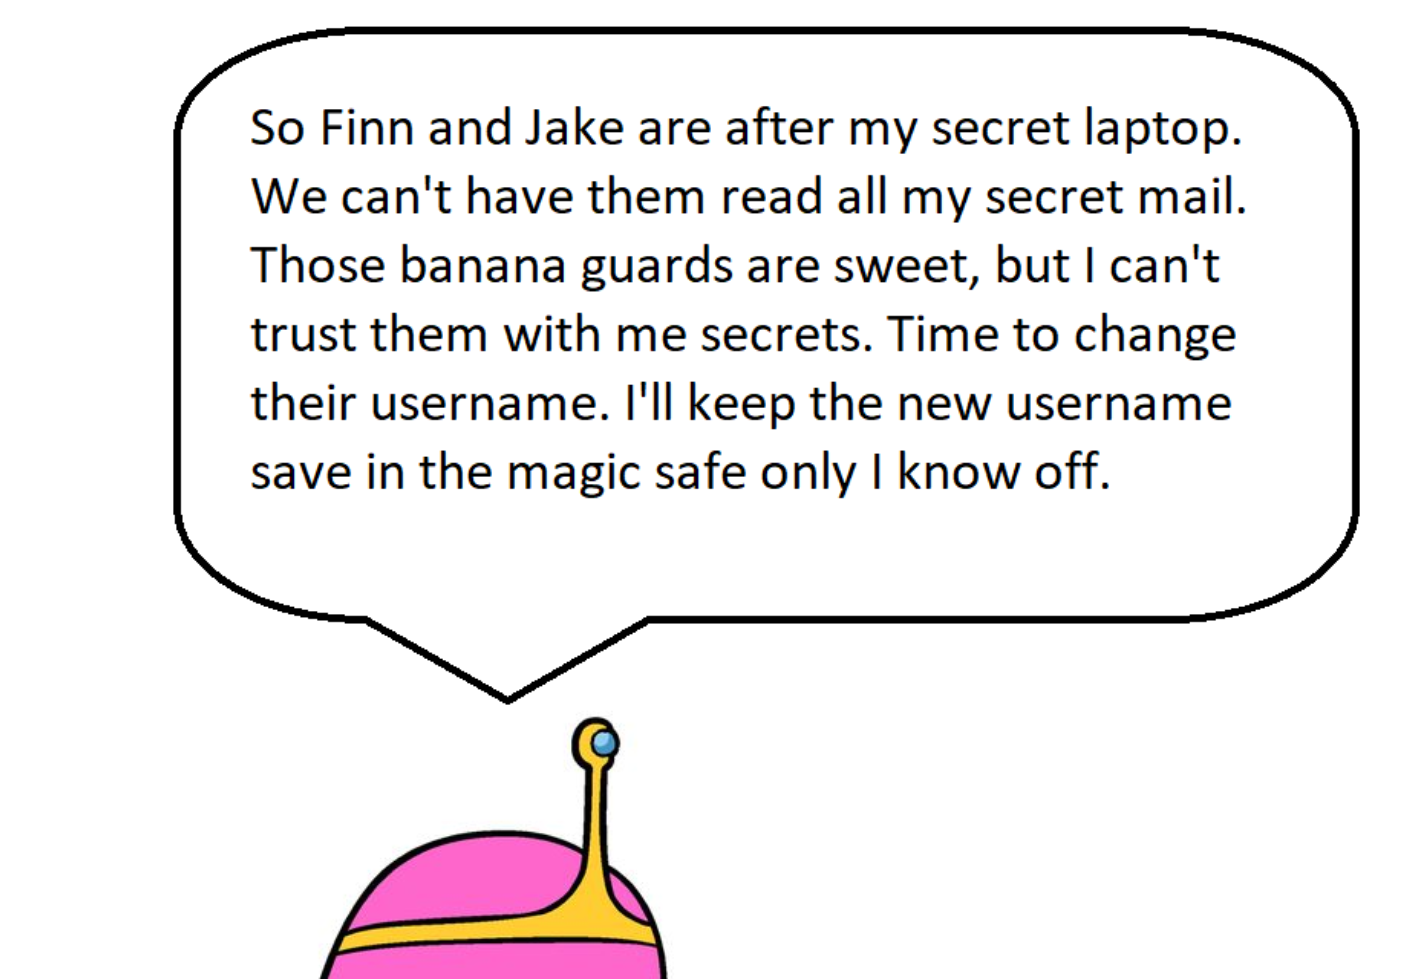 So Finn and Jake are after my secret laptop.
We can't have them read all my secret mail.
Those banana guards are sweet, but I can't
trust them with me secrets. Time to change
their username. I'll keep the new username
save in the magic safe only I know off.